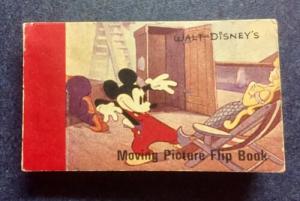 WALT DISNEY'S
Moving Picture Flip Book